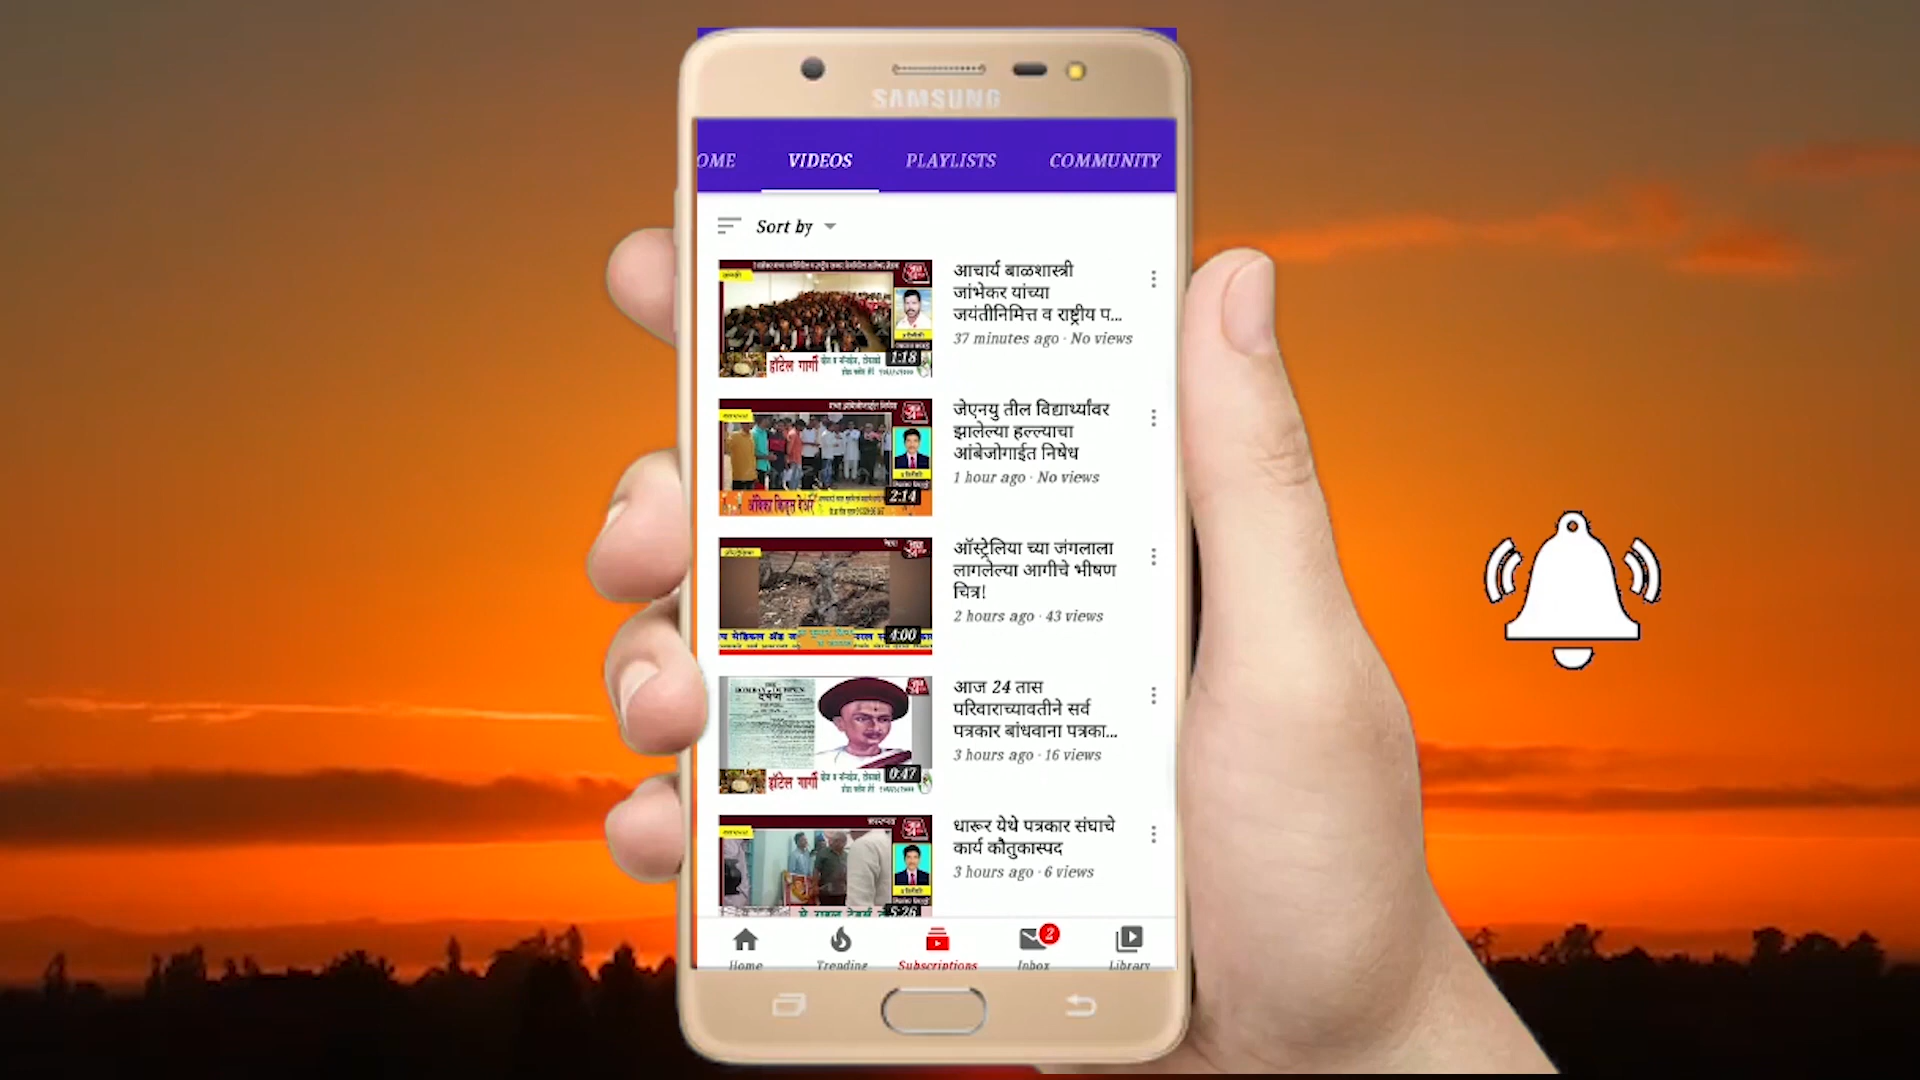 SAMSUNG
OME VIDEOS PLAYLISTS COMMUNITY
Sort by
आचार्य बाळशास्त्री
जांभेकर यांच्या
जयंतीनिमित्त व राष्ट्रीय प...
37 minutes ago · No views
हॉटेल गार्गी
1:18
जेएनयु तील विद्यार्थ्यांवर
झालेल्या हल्ल्याचा
आंबेजोगाईत निषेध
1 hour ago · No views
2:14
ऑस्ट्रेलिया च्या जंगलाला
लागलेल्या आगीचे भीषण
चित्र!
2 hours ago · 43 views
4:00
आज 24 तास
परिवाराच्यावतीने सर्व
पत्रकार बांधवाना पत्रका...
3 hours ago · 16 views
हॉटेल गार्गी
0:47
धारूर येथे पत्रकार संघाचे
कार्य कौतुकास्पद
3 hours ago · 6 views
5:26
2
Home Trending Subscriptions Inbox Library